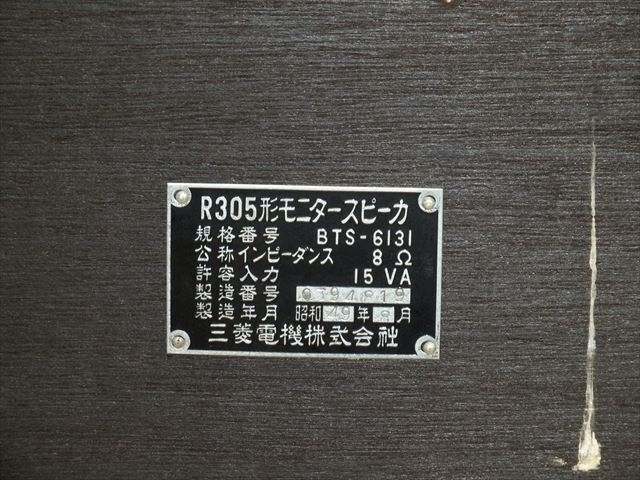 R305形モニタースピーカ
規格番号 BTS-6131
公称インピーダンス 8Ω
許容入力 15VA
製造番号
製造年月 昭和49年8月
三菱電機株式会社